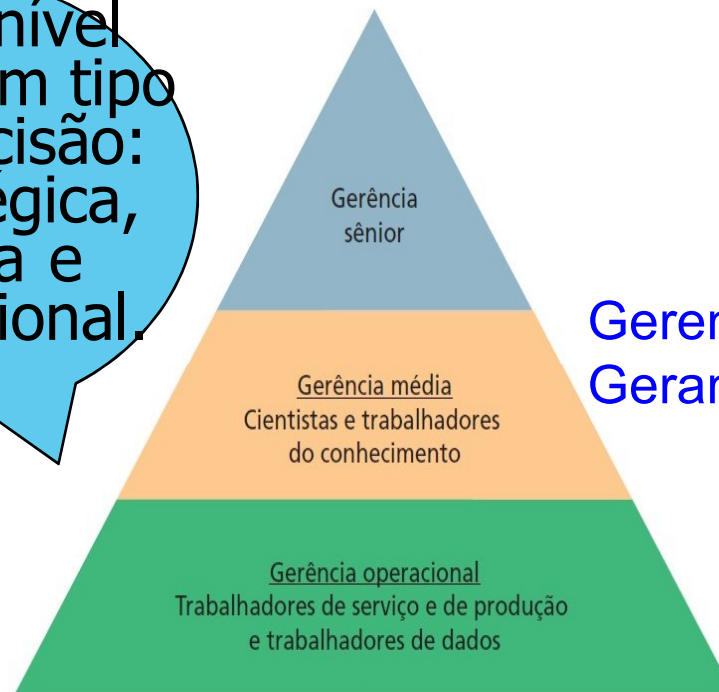 nível
m tipo
cisão:
égica,
a e
ional.
Gerência
sênior
Geren
Geran
Gerência média
Cientistas e trabalhadores
do conhecimento
Gerência operacional
Trabalhadores de serviço e de produção
e trabalhadores de dados